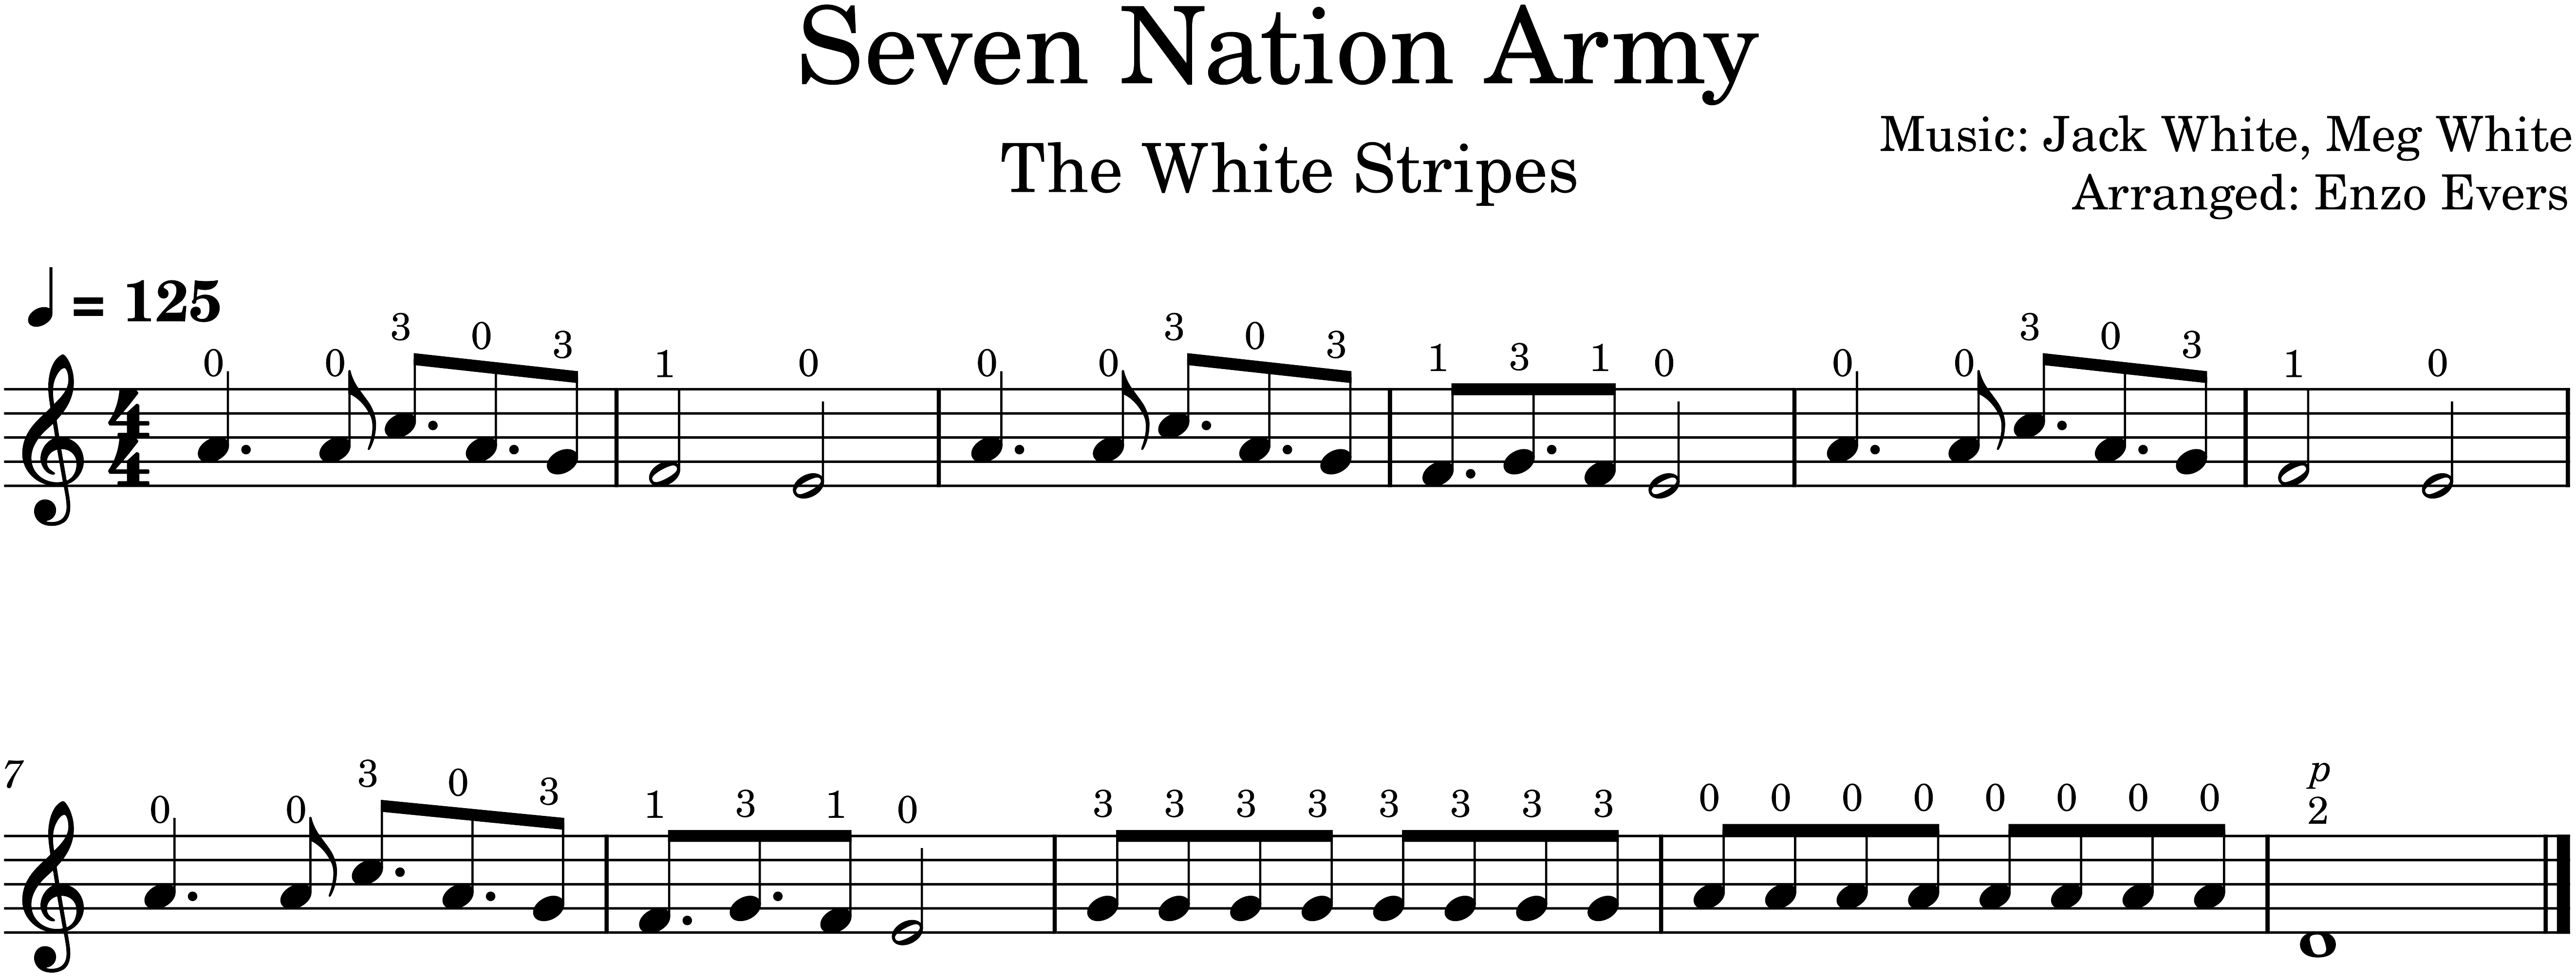 Seven Nation Army
The White Stripes
Music: Jack White, Meg White
Arranged: Enzo Evers
= 125
0 0 3 0 3 1 0 0 0 3 0 3 1 3 1 0 0 0 3 0 3 1 0
4
4
7
p
0 0 3 0 3 1 3 1 0 3 3 3 3 3 3 3 3 0 0 0 0 0 0 0 0 2